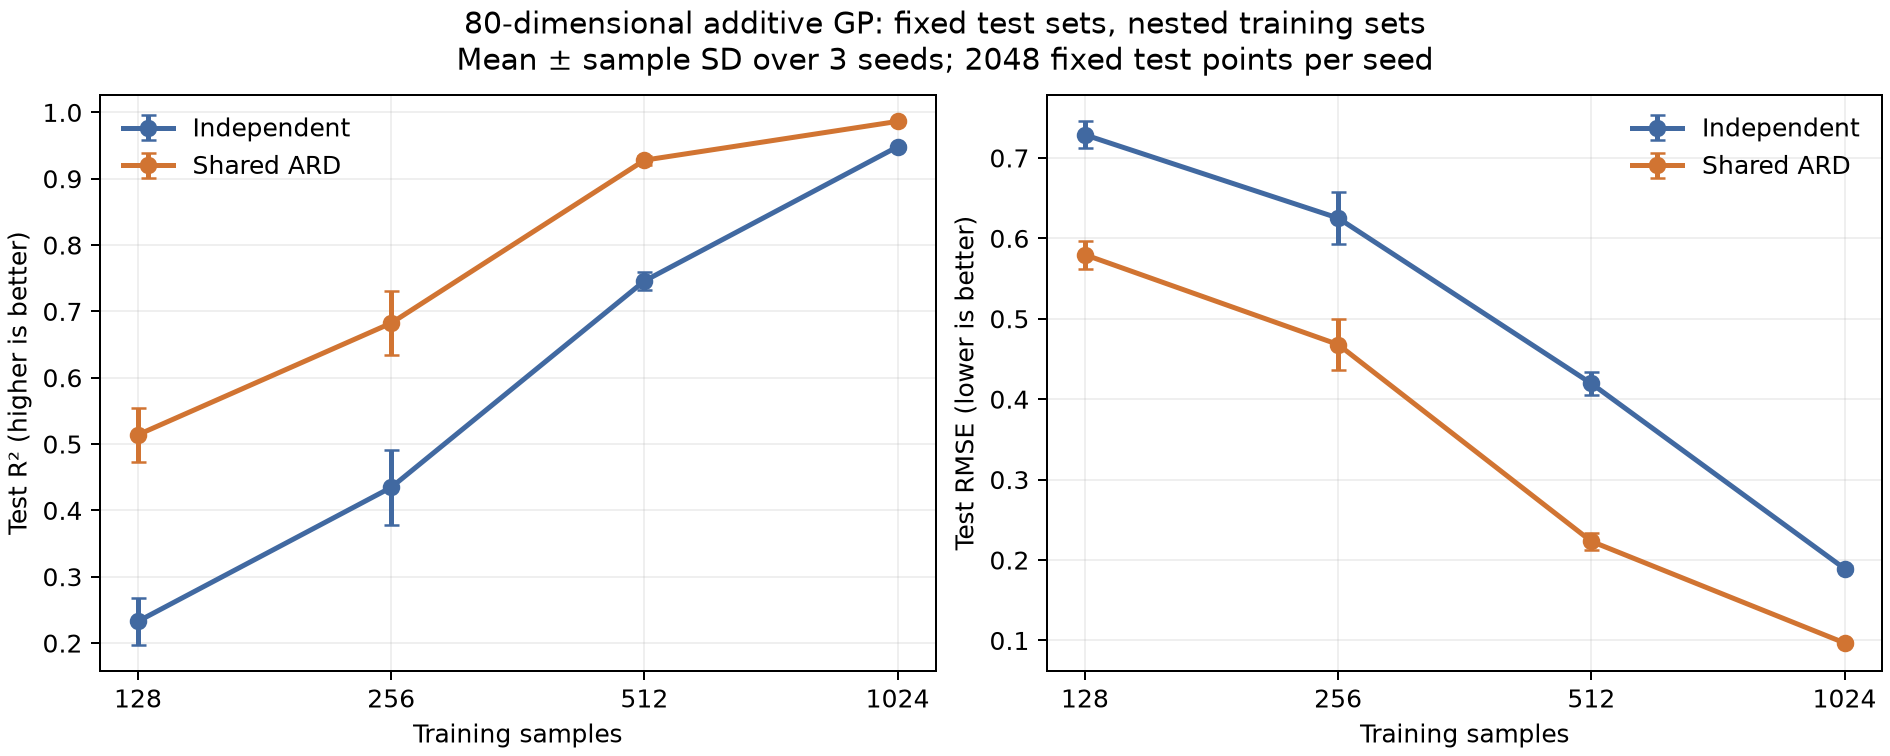 80-dimensional additive GP: fixed test sets, nested training sets
Mean ± sample SD over 3 seeds; 2048 fixed test points per seed
Independent
Shared ARD
Test R² (higher is better)
1.0
0.9
0.8
0.7
0.6
0.5
0.4
0.3
0.2
128 256 512 1024
Training samples
Independent
Shared ARD
Test RMSE (lower is better)
0.7
0.6
0.5
0.4
0.3
0.2
0.1
128 256 512 1024
Training samples